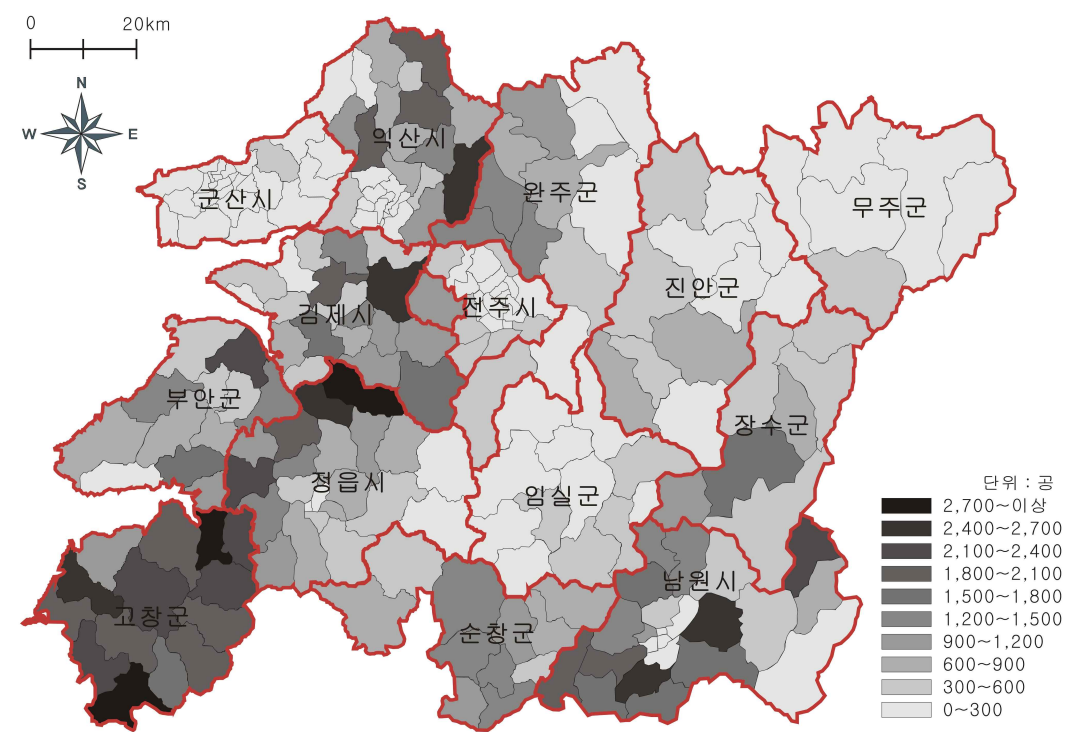 0 20km
N
W E
S
익산시
군산시
완주군
무주군
진안군
김제시
전주시
부안군
장수군
정읍시
임실군
고창군
순창군
남원시
단위 : 공
2,700~이상
2,400~2,700
2,100~2,400
1,800~2,100
1,500~1,800
1,200~1,500
900~1,200
600~900
300~600
0~300